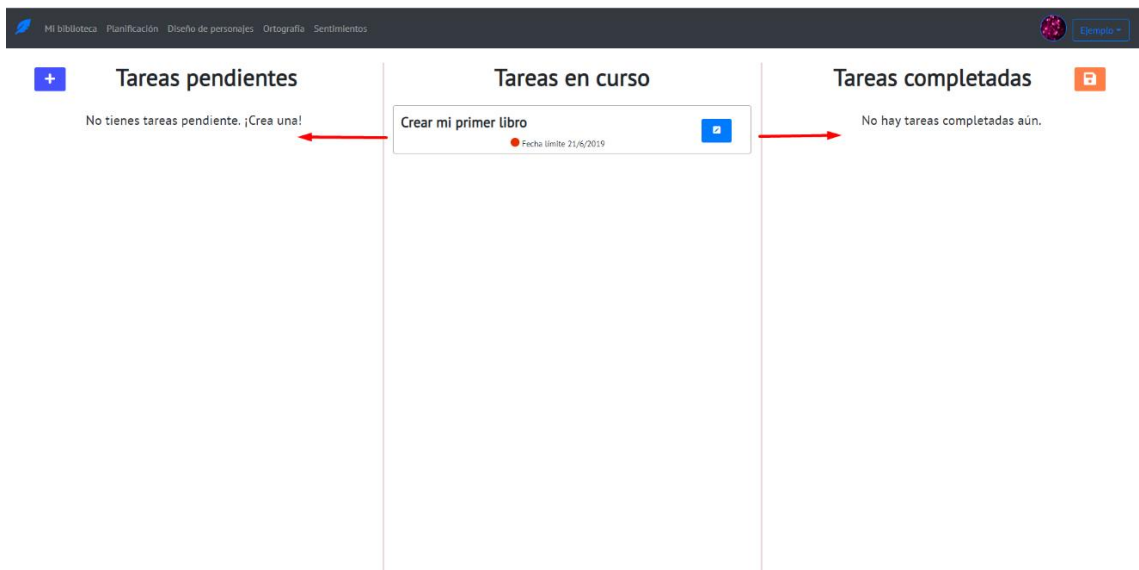 Mi biblioteca Planificación Diseño de personajes Ortografía Sentimientos
Ejemplo
Tareas pendientes
No tienes tareas pendiente. ¡Crea una!
Tareas en curso
Crear mi primer libro
Fecha límite 21/6/2019
Tareas completadas
No hay tareas completadas aún.